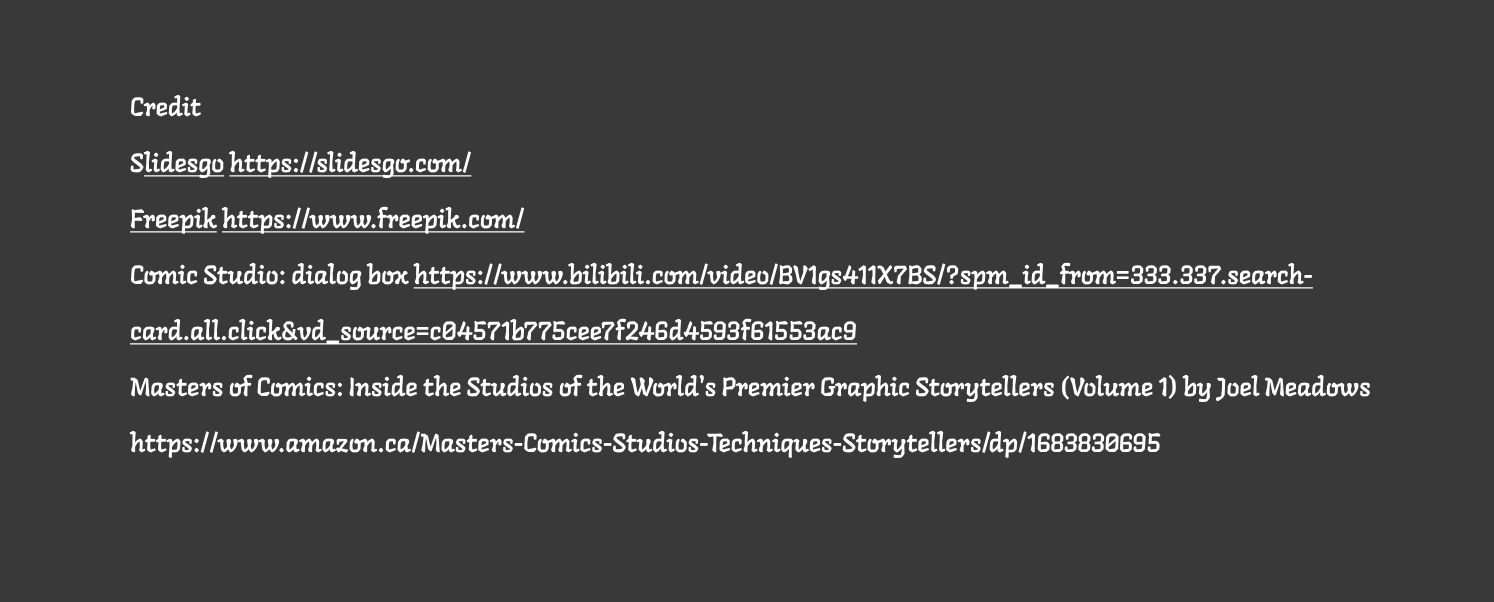 Credit
Slidesgo https://slidesgo.com/
Freepik https://www.freepik.com/
Comic Studio: dialog box https://www.bilibili.com/video/BV1gs411X7BS/?spm_id_from=333.337.search-
card.all.click&vd_source=c04571b775cee7f246d4593f61553ac9
Masters of Comics: Inside the Studios of the World's Premier Graphic Storytellers (Volume 1) by Joel Meadows
https://www.amazon.ca/Masters-Comics-Studios-Techniques-Storytellers/dp/1683830695